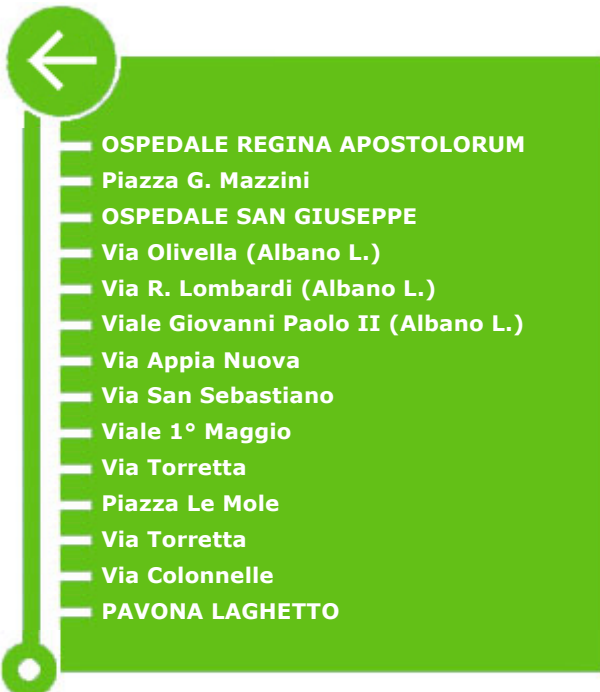 OSPEDALE REGINA APOSTOLORUM
Piazza G. Mazzini
OSPEDALE SAN GIUSEPPE
Via Olivella (Albano L.)
Via R. Lombardi (Albano L.)
Viale Giovanni Paolo II (Albano L.)
Via Appia Nuova
Via San Sebastiano
Viale 1° Maggio
Via Torretta
Piazza Le Mole
Via Torretta
Via Colonnelle
PAVONA LAGHETTO